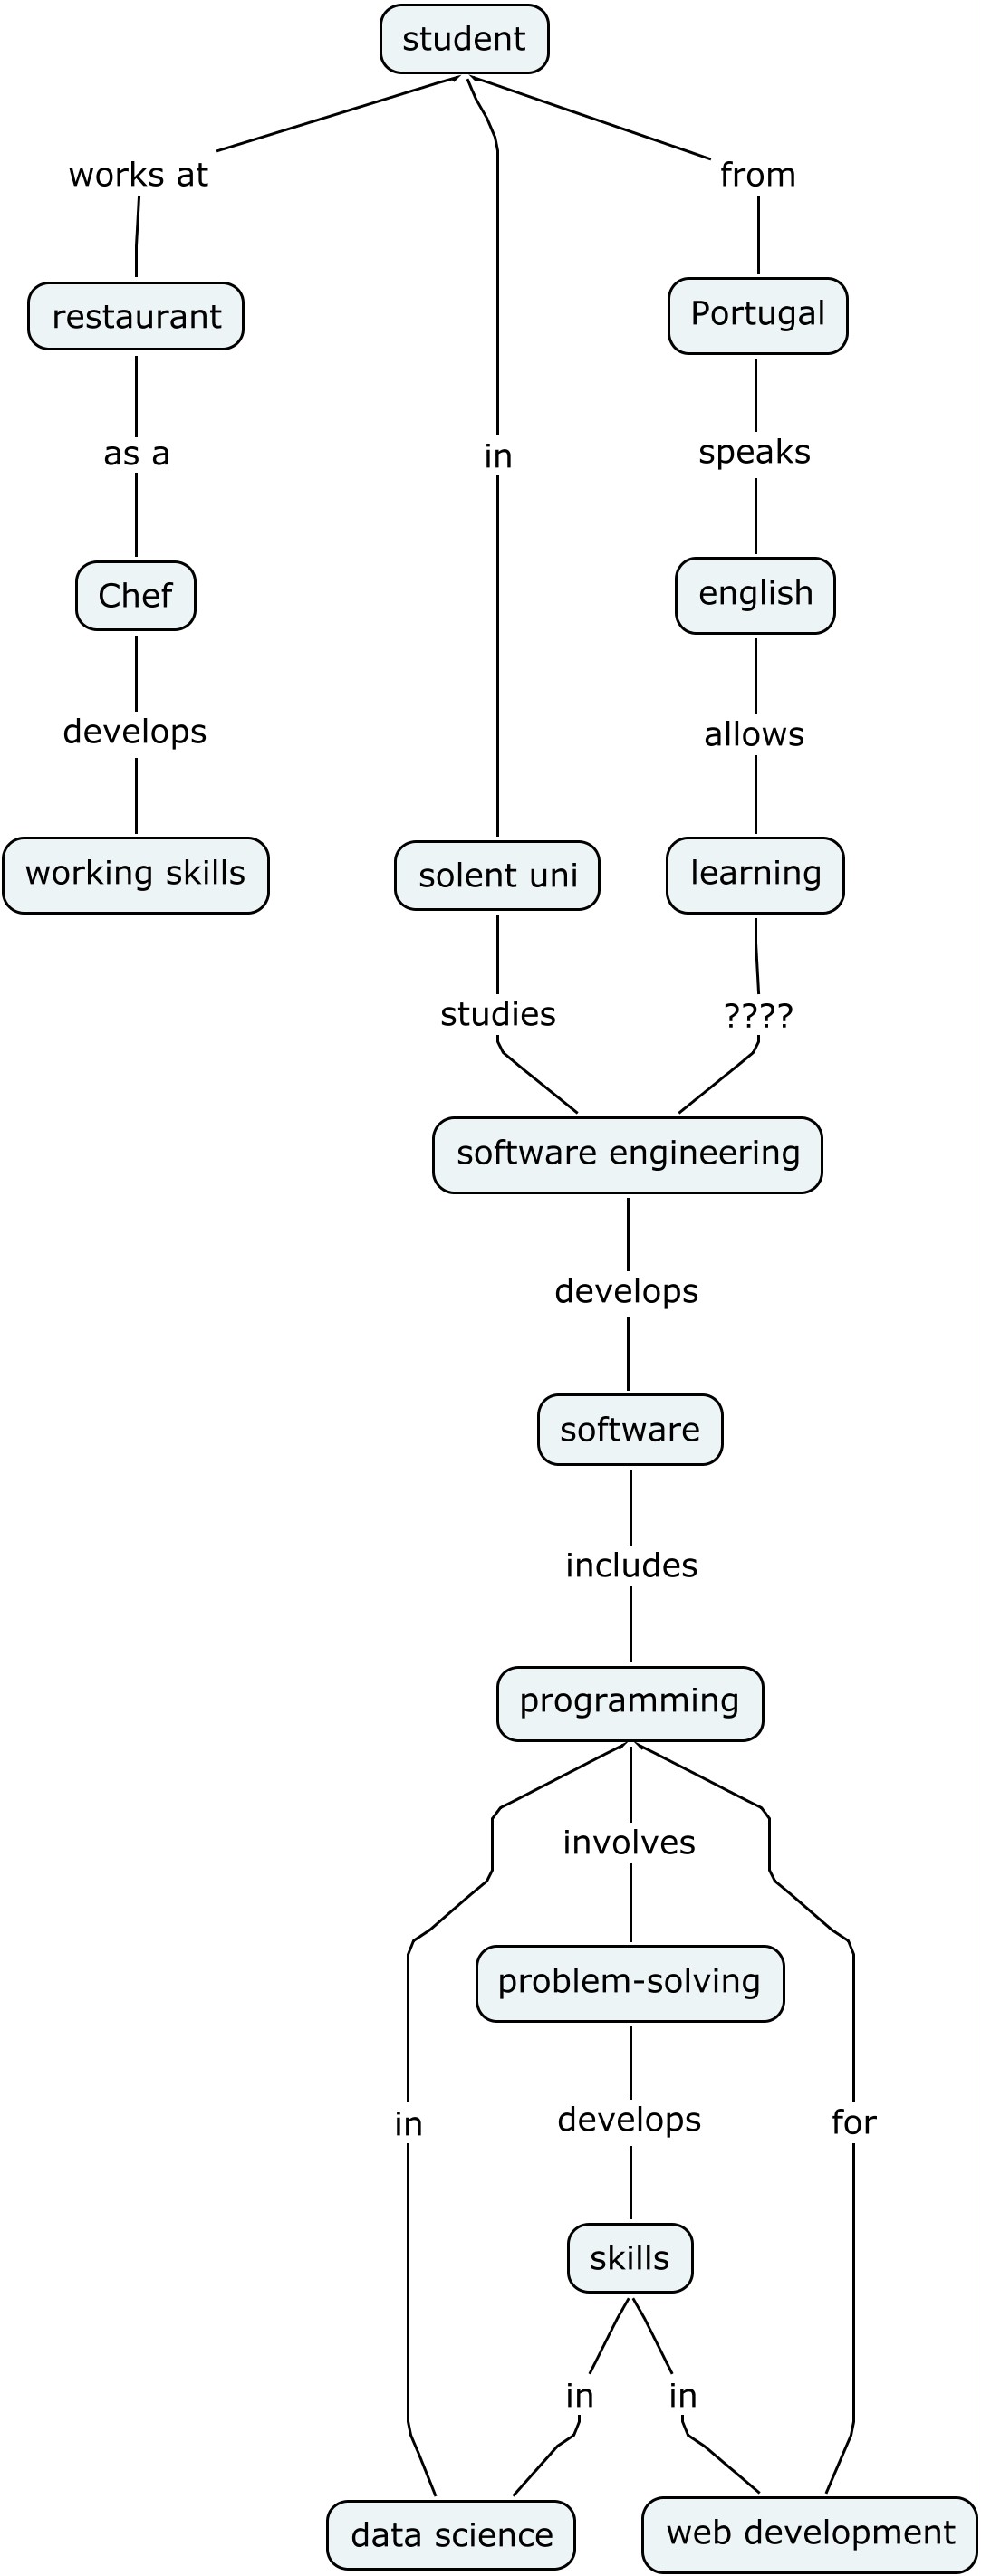 student
works at
from
restaurant
Portugal
as a
in
speaks
Chef
english
develops
allows
working skills
solent uni
learning
studies
????
software engineering
develops
software
includes
programming
involves
problem-solving
in
develops
for
skills
in
in
data science
web development